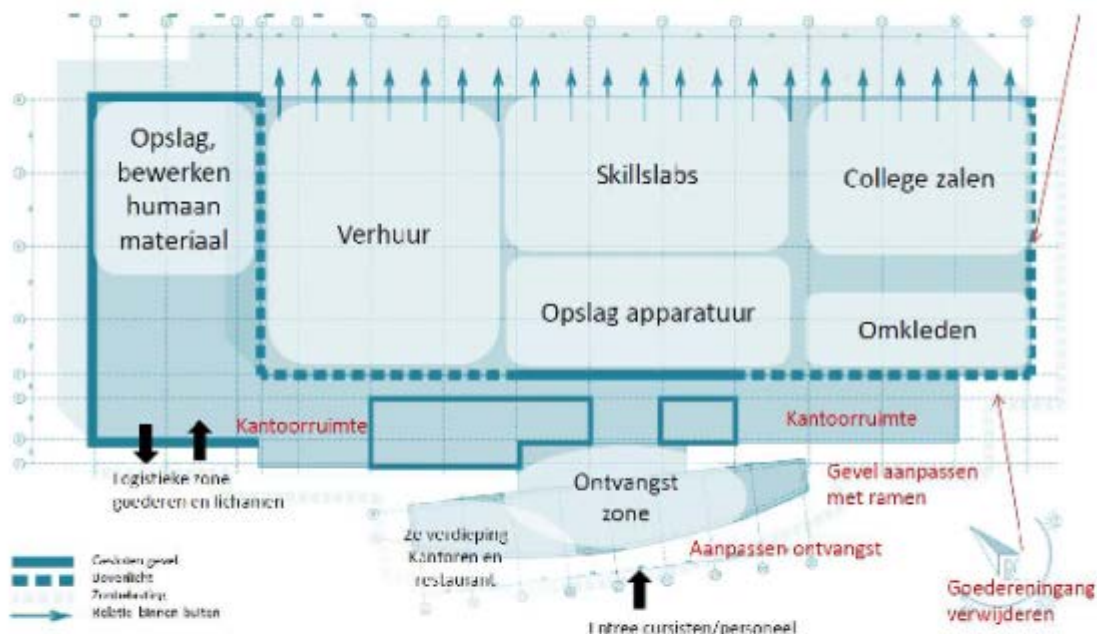 Opslag,
bewerken
humaan
materiaal
Verhuur
Skillslabs
College zalen
Opslag apparatuur
Omkleden
Kantoorruimte
Kantoorruimte
Logistieke zone
goederen en lichamen
Ontvangst
zone
Gevel aanpassen
met ramen
2e verdieping
Kantoren en
restaurant
Aanpassen ontvangst
Gesloten gevel
Bovenlicht
Zonbelasting
Relatie binnen buiten
Goedereningang
verwijderen
Entree cursisten/personeel